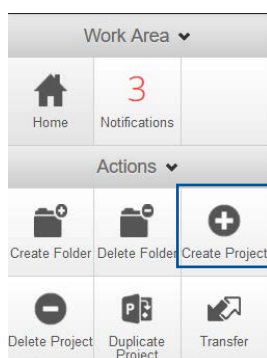 Work Area
3
Home Notifications
Actions
Create Folder Delete Folder Create Project
P
Delete Project Duplicate Project Transfer